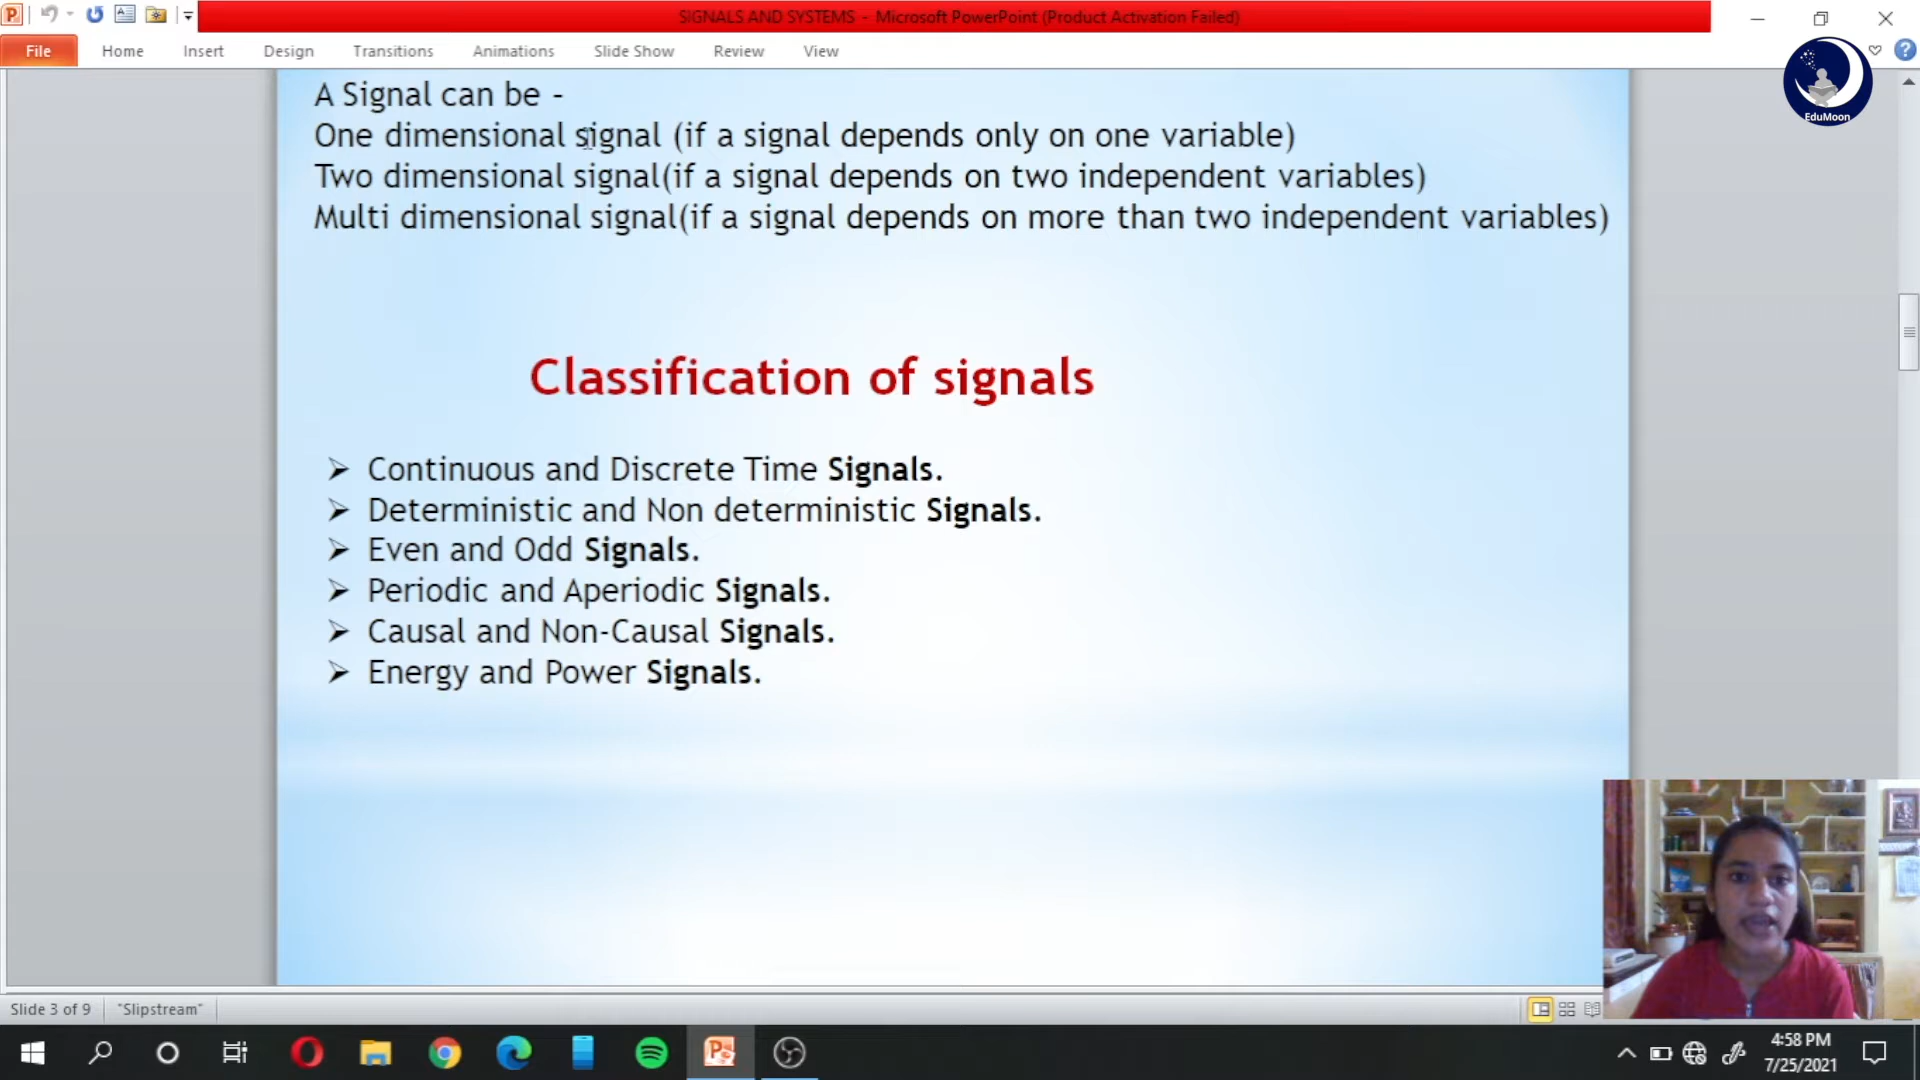 SIGNALS AND SYSTEMS - Microsoft PowerPoint (Product Activation Failed)
File Home Insert Design Transitions Animations Slide Show Review View
EduMoon
A Signal can be -
One dimensional signal (if a signal depends only on one variable)
Two dimensional signal(if a signal depends on two independent variables)
Multi dimensional signal(if a signal depends on more than two independent variables)
Classification of signals
➢ Continuous and Discrete Time Signals.
➢ Deterministic and Non deterministic Signals.
➢ Even and Odd Signals.
➢ Periodic and Aperiodic Signals.
➢ Causal and Non-Causal Signals.
➢ Energy and Power Signals.
Slide 3 of 9 "Slipstream"
4:58 PM
7/25/2021